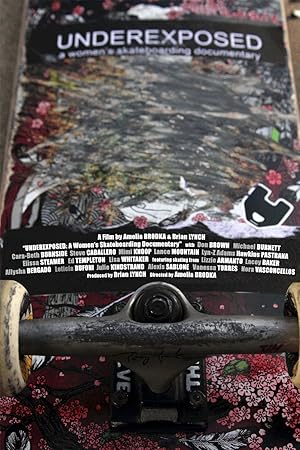 UNDEREXPOSED
a women's skateboarding documentary
A Film by Amelia BRODKA & Brian LYNCH
"UNDEREXPOSED: A Women's Skateboarding Documentary" with Don BROWN Michael BURNETT
Cara-Beth BURNSIDE Steve CABALLERO Mimi KNOOP Lance MOUNTAIN Lyn-Z Adams Hawkins PASTRANA
Elissa STEAMER Ed TEMPLETON Lisa WHITAKER featuring skating from Lizzie ARMANTO Lacey BAKER
Allysha BERGADO Leticia BUFONI Julie KINDSTRAND Alexis SABLONE Vanessa TORRES Nora VASCONCELLOS
Produced by Brian LYNCH Directed by Amelia BRODKA